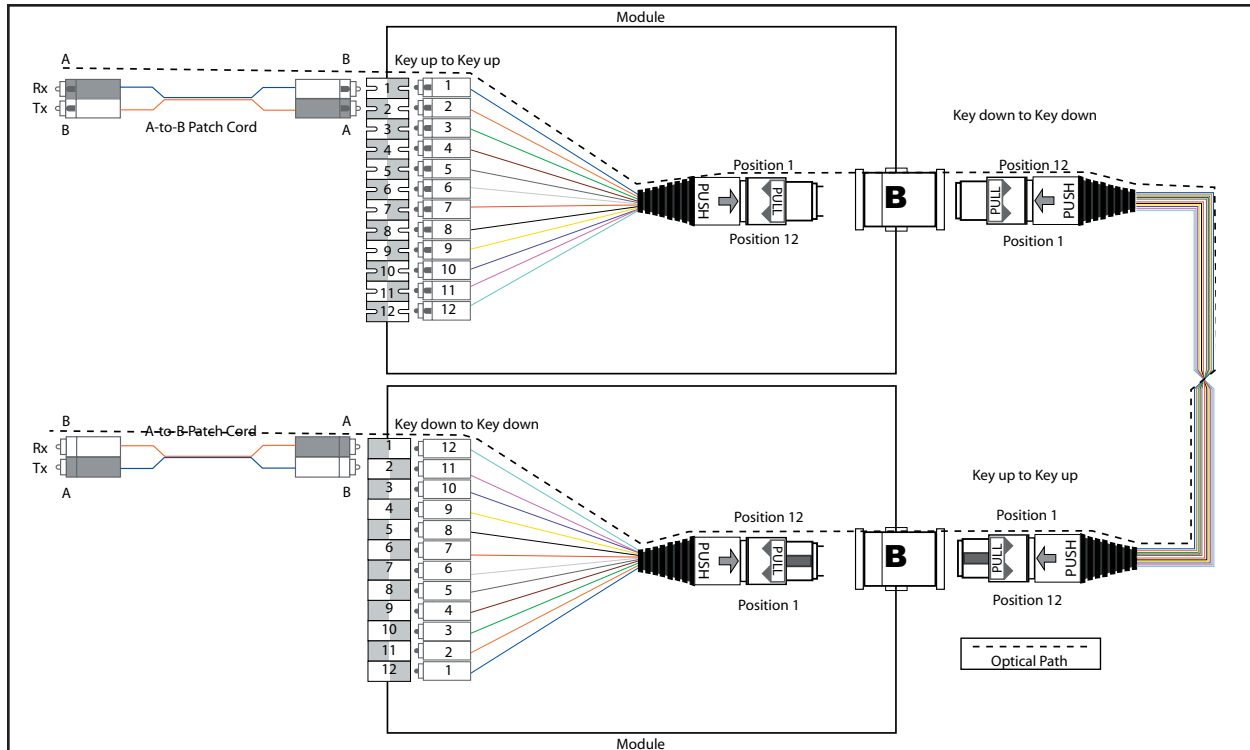 Module
A
B
Key up to Key up
Rx
Tx
B
A-to-B Patch Cord
A
1
2
3
4
5
6
7
8
9
10
11
12
1
2
3
4
5
6
7
8
9
10
11
12
Position 1
PUSH
PULL
Position 12
B
Key down to Key down
Position 12
PULL
PUSH
Position 1
B
A-to-B Patch Cord
A
Key down to Key down
Rx
Tx
A
B
1
2
3
4
5
6
7
8
9
10
11
12
12
11
10
9
8
7
6
5
4
3
2
1
Position 12
PUSH
PULL
Position 1
B
Key up to Key up
Position 1
PULL
PUSH
Position 12
Optical Path
Module